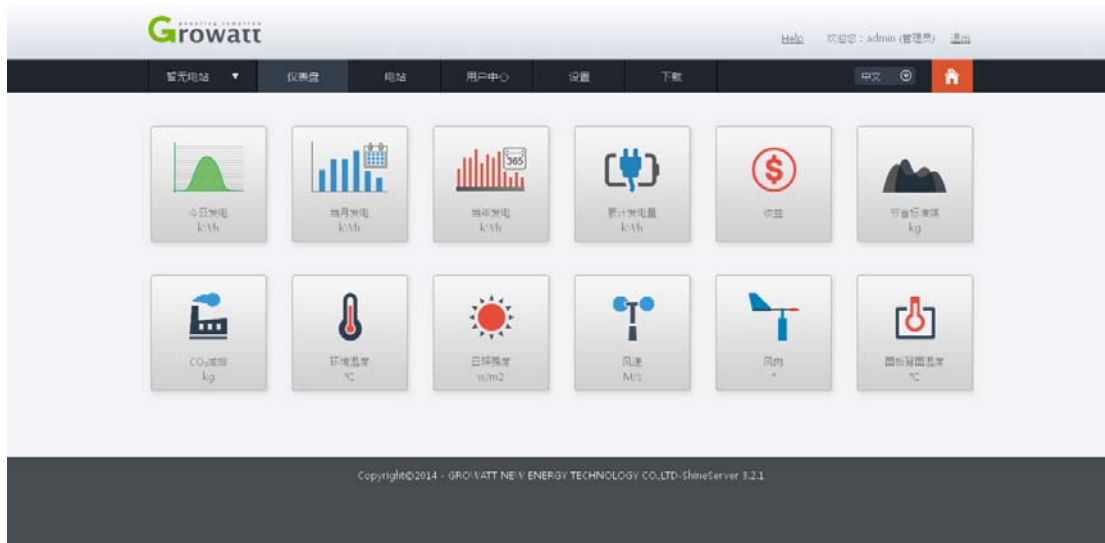 powering tomorrow
Growatt
Help 欢迎您：admin (管理员) 退出
暂无电站 ▼ 仪表盘 电站 用户中心 设置 下载 中文
365
今日发电
kWh
当月发电
kWh
当年发电
kWh
累计发电量
kWh
收益
节省标准煤
kg
CO₂减排
kg
环境温度
℃
日照强度
w/m2
风速
M/s
风向
°
面板背面温度
℃
Copyright©2014 - GROWATT NEW ENERGY TECHNOLOGY CO.,LTD-ShineServer 3.2.1